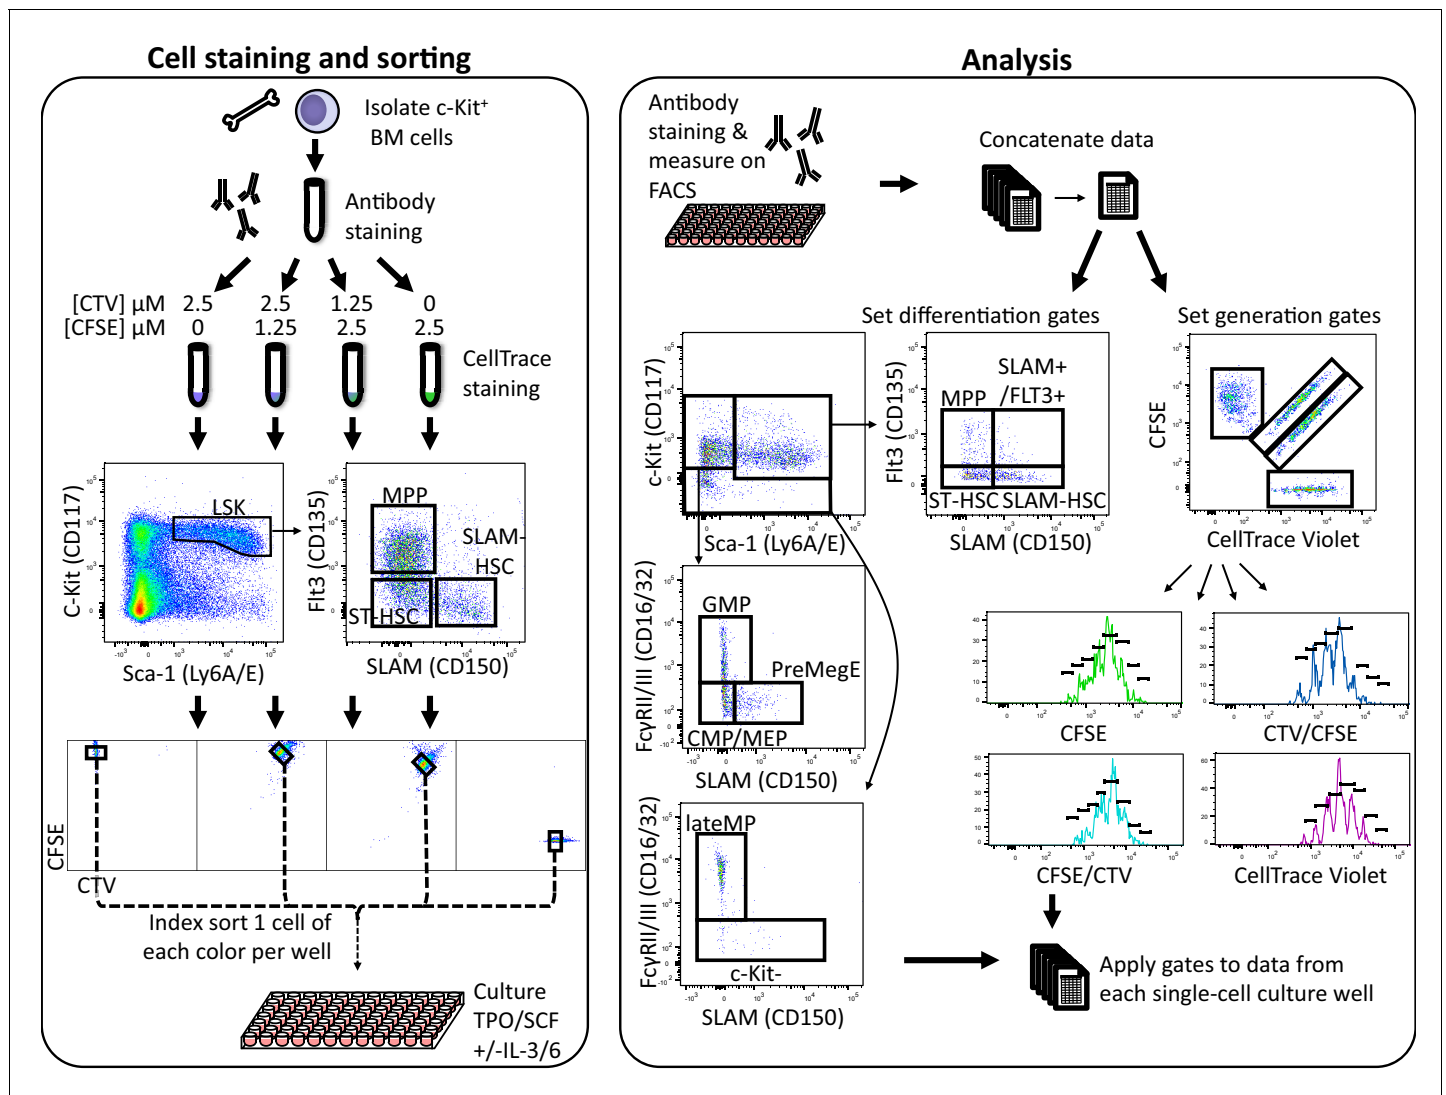 Cell staining and sorting
Isolate c-Kit+
BM cells
Antibody
staining
[CTV] µM 2.5 2.5 1.25 0
[CFSE] µM 0 1.25 2.5 2.5
CellTrace
staining
LSK
C-Kit (CD117)
Sca-1 (Ly6A/E)
MPP
SLAM-
HSC
ST-HSC
Flt3 (CD135)
SLAM (CD150)
CFSE
CTV
Index sort 1 cell of
each color per well
Culture
TPO/SCF
+/-IL-3/6
Analysis
Antibody
staining &
measure on
FACS
Concatenate data
Set differentiation gates
Set generation gates
c-Kit (CD117)
Sca-1 (Ly6A/E)
Flt3 (CD135)
SLAM+
MPP /FLT3+
ST-HSC SLAM-HSC
SLAM (CD150)
CFSE
CellTrace Violet
FcγRII/III (CD16/32)
GMP
PreMegE
CMP/MEP
SLAM (CD150)
FcγRII/III (CD16/32)
lateMP
c-Kit-
SLAM (CD150)
CFSE
CTV/CFSE
CFSE/CTV
CellTrace Violet
Apply gates to data from
each single-cell culture well